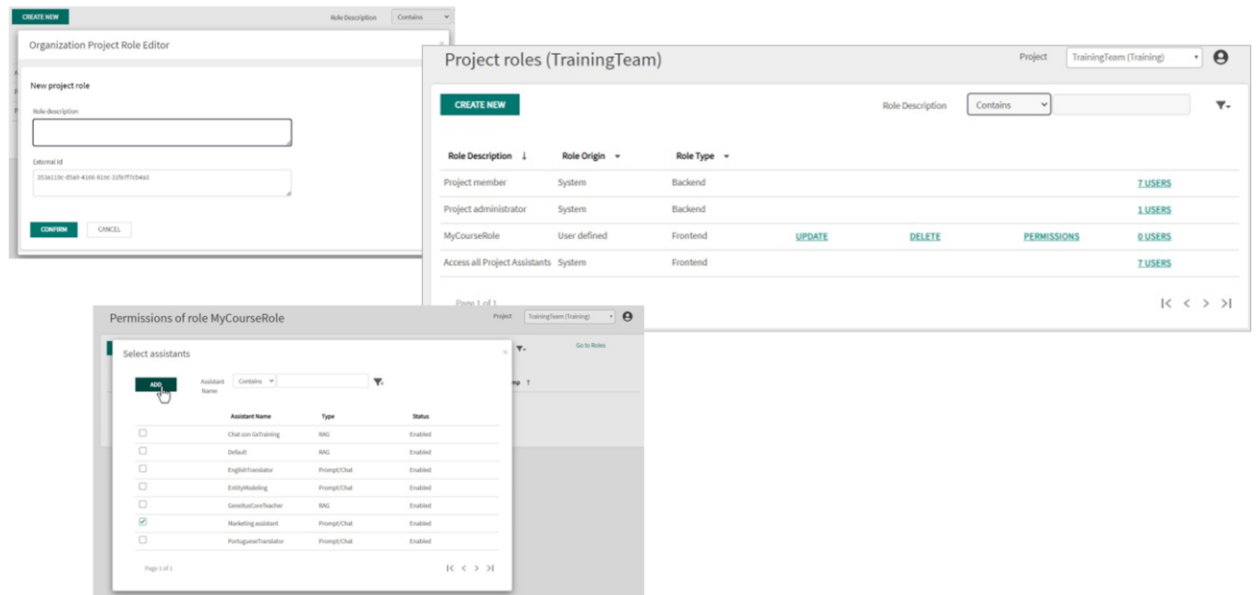 CREATE NEW Role Description Contains
Organization Project Role Editor
New project role
Role description
External Id
CONFIRM CANCEL
Project roles (TrainingTeam) Project TrainingTeam (Training)
CREATE NEW Role Description Contains
Role Description Role Origin Role Type
Project member System Backend 7 USERS
Project administrator System Backend 1 USERS
MyCourseRole User defined Frontend UPDATE DELETE PERMISSIONS 0 USERS
Access all Project Assistants System Frontend 7 USERS
Page 1 of 1
Permissions of role MyCourseRole Project TrainingTeam (Training)
Select assistants Go to Roles
ADD Assistant Name Contains
Assistant Name Type Status
Chat con GxTraining RAG Enabled
Default RAG Enabled
EnglishTranslator Prompt/Chat Enabled
EntityModeling Prompt/Chat Enabled
GenexusCoreTeacher RAG Enabled
Marketing assistant Prompt/Chat Enabled
PortugueseTranslator Prompt/Chat Enabled
Page 1 of 1